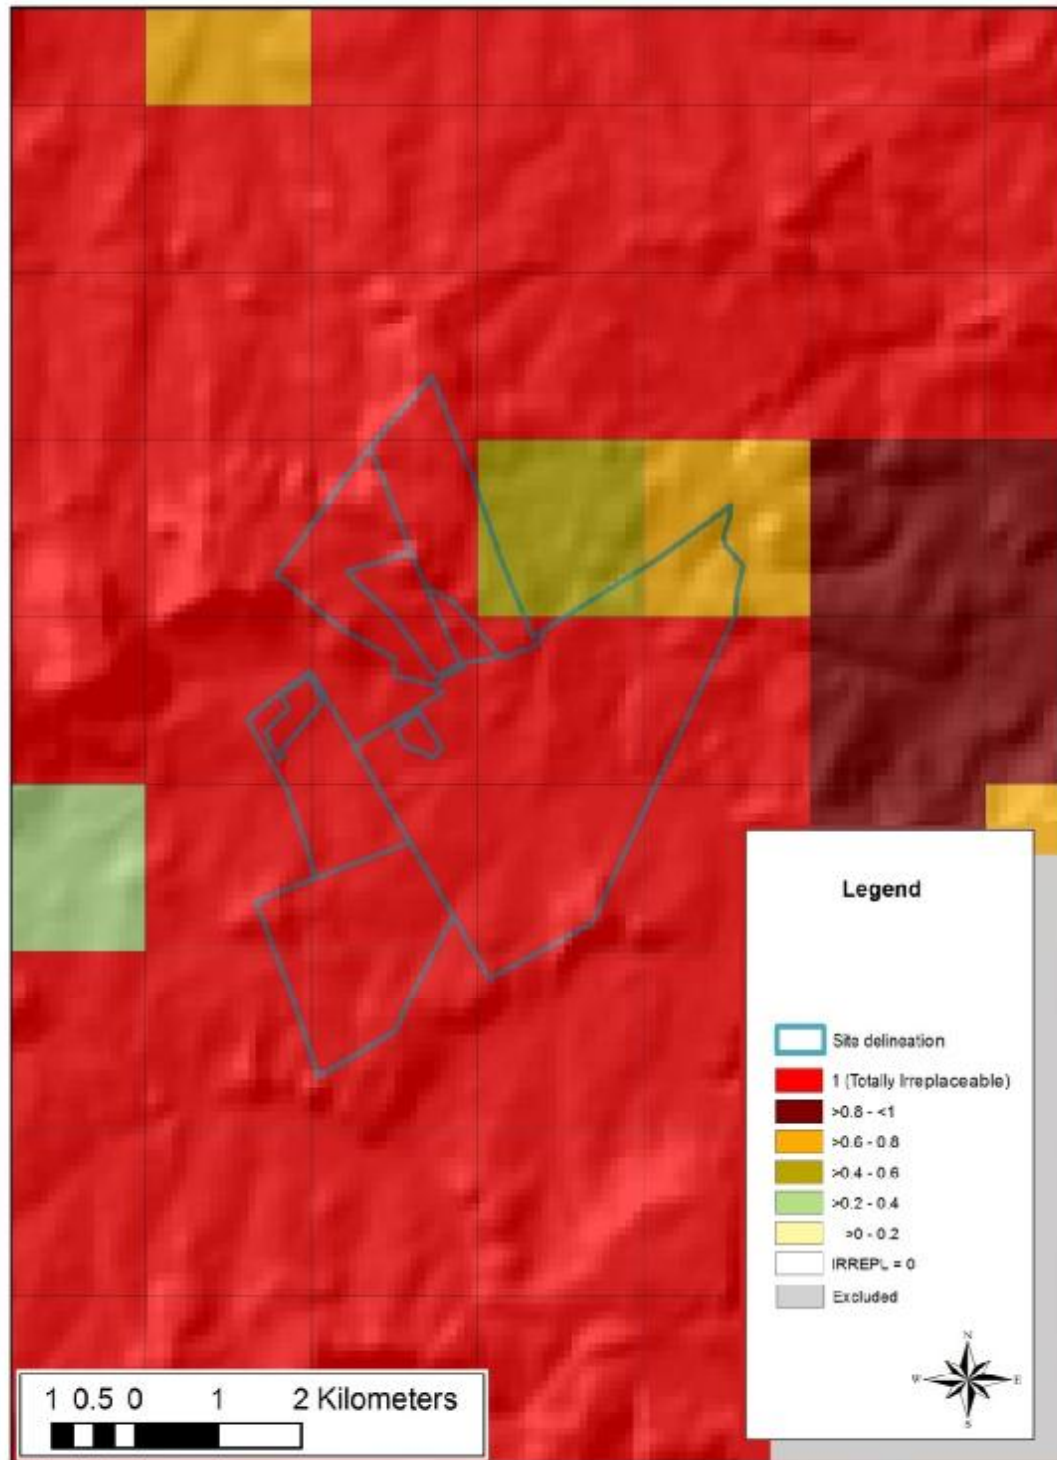 Legend
Site delineation
1 (Totally Irreplaceable)
>0.8 - <1
>0.6 - 0.8
>0.4 - 0.6
>0.2 - 0.4
>0 - 0.2
IRREPL = 0
Excluded
N
W E
S
1 0.5 0 1 2 Kilometers